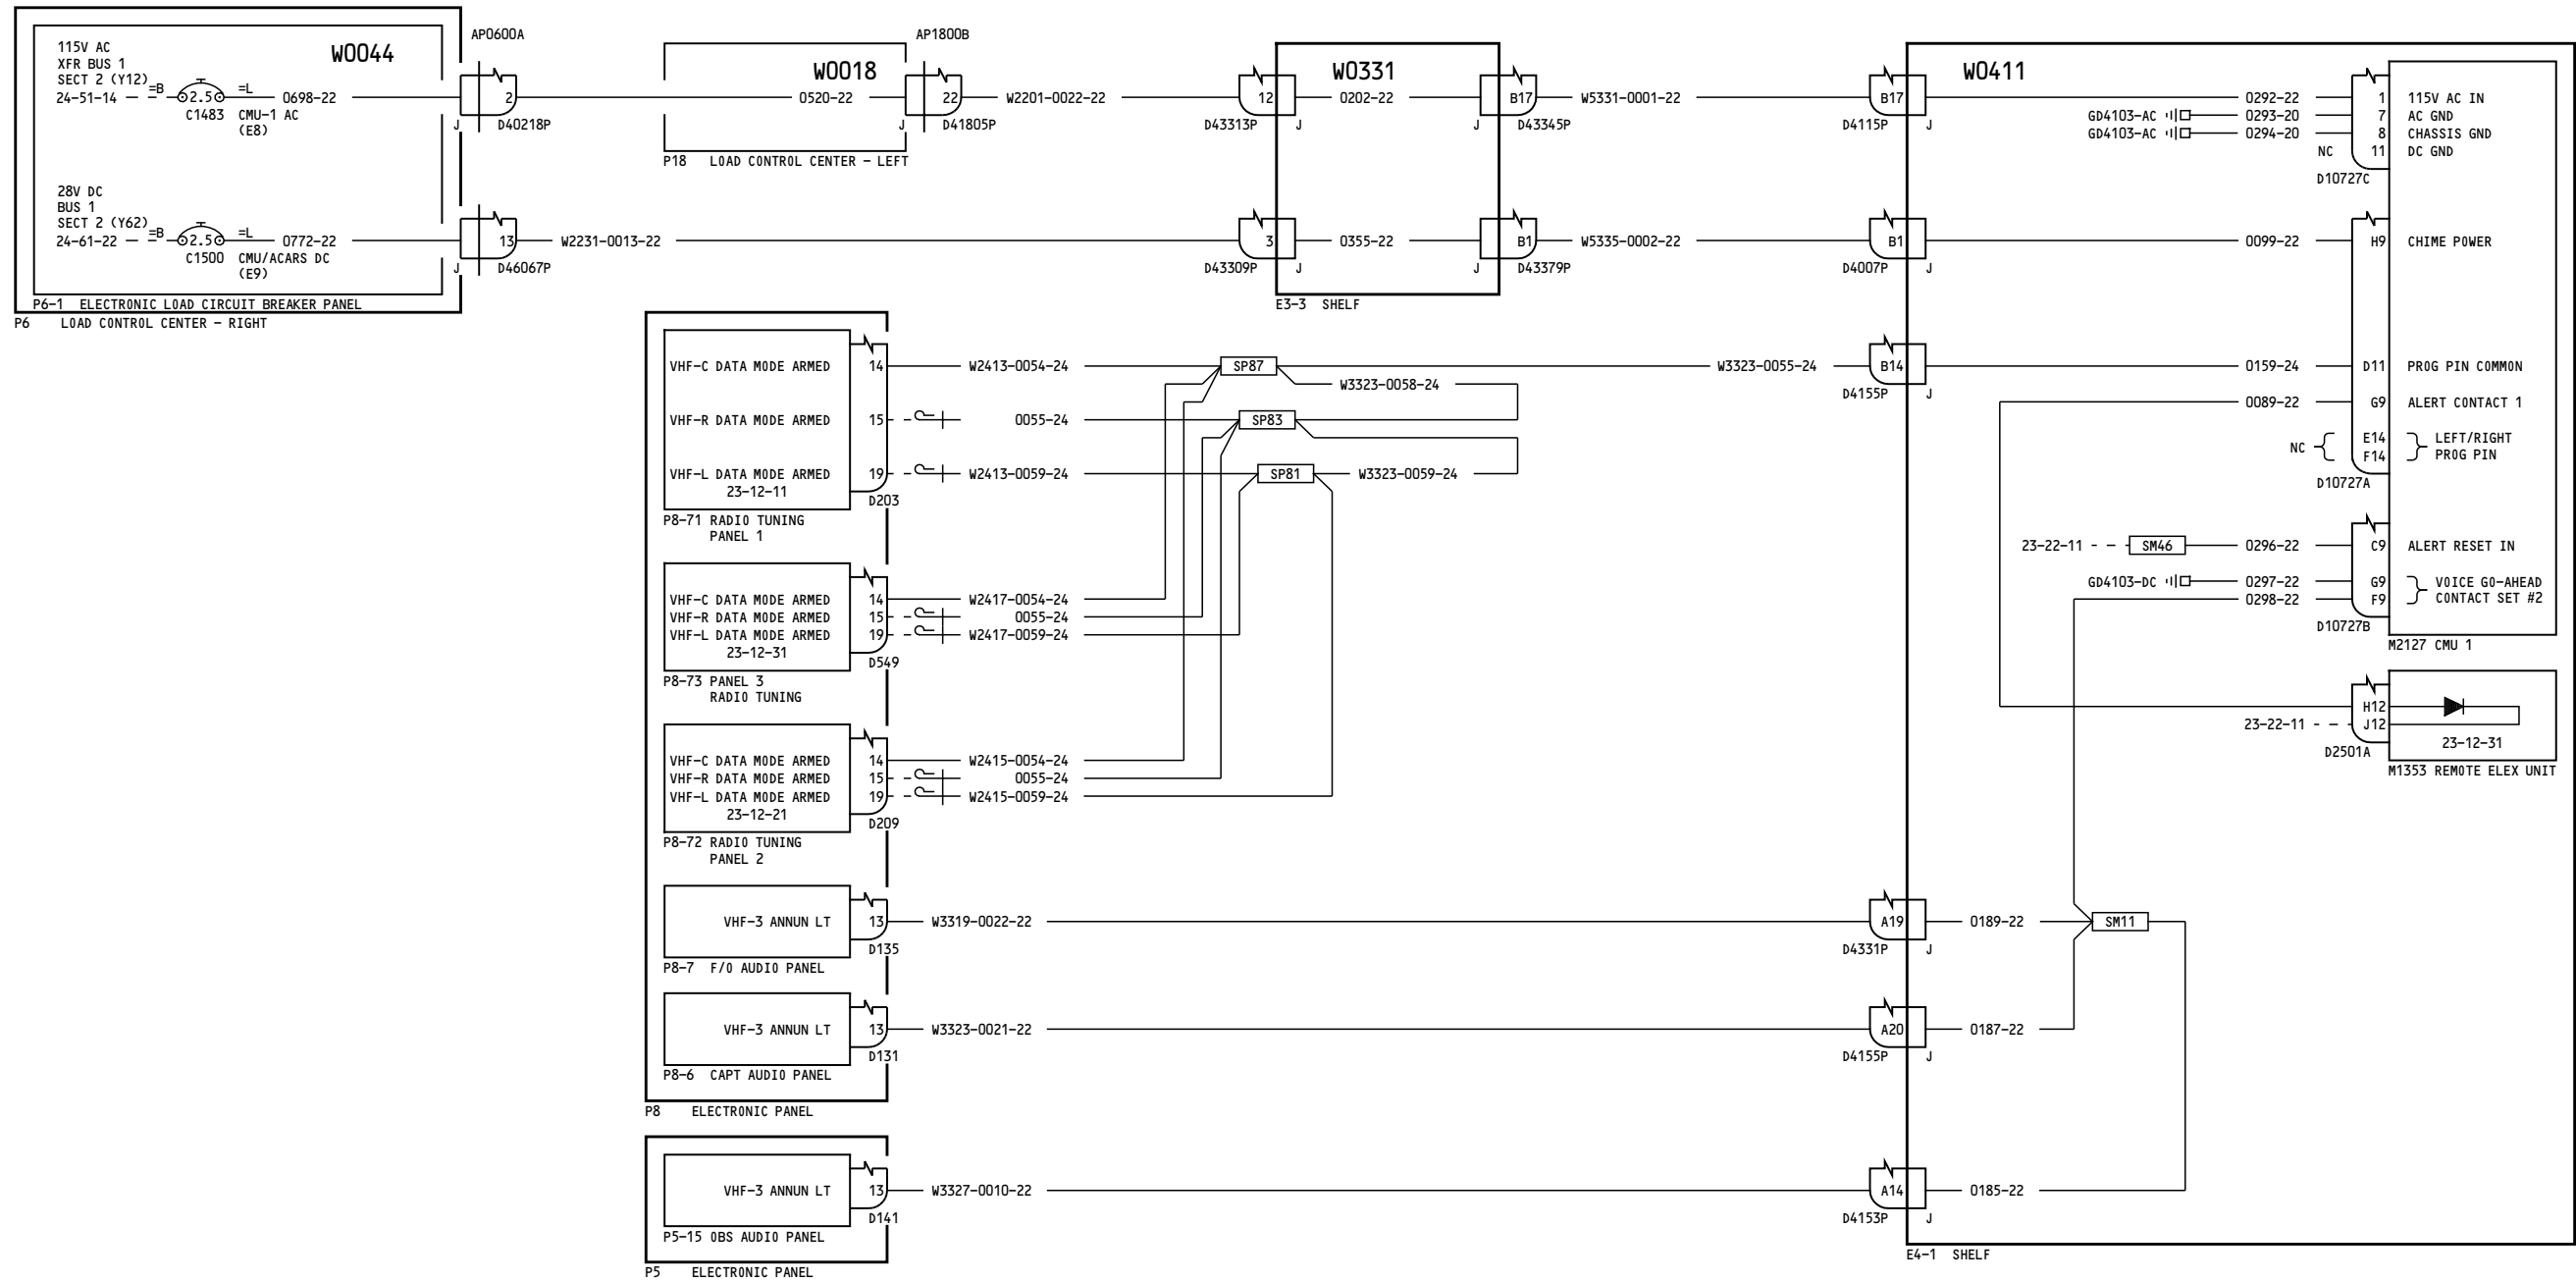 115V AC
XFR BUS 1
SECT 2 (Y12)
24-51-14
=B
2.5
=L
0698-22
C1483 CMU-1 AC
(E8)
W0044
AP0600A
2
J
D40218P
28V DC
BUS 1
SECT 2 (Y62)
24-61-22
=B
2.5
=L
0772-22
C1500 CMU/ACARS DC
(E9)
13
J
D46067P
W2231-0013-22
P6-1 ELECTRONIC LOAD CIRCUIT BREAKER PANEL
P6 LOAD CONTROL CENTER - RIGHT
W0018
0520-22
AP1800B
22
J
D41805P
P18 LOAD CONTROL CENTER - LEFT
W2201-0022-22
W0331
12
D43313P
J
0202-22
B17
J
D43345P
W5331-0001-22
3
D43309P
J
0355-22
B1
J
D43379P
W5335-0002-22
E3-3 SHELF
W0411
B17
D4115P
J
B1
D4007P
J
0292-22
1
115V AC IN
GD4103-AC
0293-20
7
AC GND
GD4103-AC
0294-20
8
CHASSIS GND
NC
11
DC GND
D10727C
0099-22
H9
CHIME POWER
VHF-C DATA MODE ARMED
14
W2413-0054-24
SP87
W3323-0055-24
B14
D4155P
J
0159-24
D11
PROG PIN COMMON
W3323-0058-24
VHF-R DATA MODE ARMED
15
0055-24
SP83
VHF-L DATA MODE ARMED
23-12-11
19
W2413-0059-24
SP81
W3323-0059-24
D203
P8-71 RADIO TUNING
PANEL 1
0089-22
G9
ALERT CONTACT 1
NC
E14
F14
LEFT/RIGHT
PROG PIN
D10727A
23-22-11
SM46
0296-22
C9
ALERT RESET IN
GD4103-DC
0297-22
G9
0298-22
F9
VOICE GO-AHEAD
CONTACT SET #2
D10727B
M2127 CMU 1
VHF-C DATA MODE ARMED
14
W2417-0054-24
VHF-R DATA MODE ARMED
15
0055-24
VHF-L DATA MODE ARMED
19
W2417-0059-24
23-12-31
D549
P8-73 PANEL 3
RADIO TUNING
H12
23-22-11
J12
D2501A
23-12-31
M1353 REMOTE ELEX UNIT
VHF-C DATA MODE ARMED
14
W2415-0054-24
VHF-R DATA MODE ARMED
15
0055-24
VHF-L DATA MODE ARMED
19
W2415-0059-24
23-12-21
D209
P8-72 RADIO TUNING
PANEL 2
VHF-3 ANNUN LT
13
W3319-0022-22
D135
P8-7 F/O AUDIO PANEL
A19
D4331P
J
0189-22
SM11
VHF-3 ANNUN LT
13
W3323-0021-22
D131
P8-6 CAPT AUDIO PANEL
A20
D4155P
J
0187-22
P8 ELECTRONIC PANEL
VHF-3 ANNUN LT
13
W3327-0010-22
D141
P5-15 OBS AUDIO PANEL
A14
D4153P
J
0185-22
P5 ELECTRONIC PANEL
E4-1 SHELF